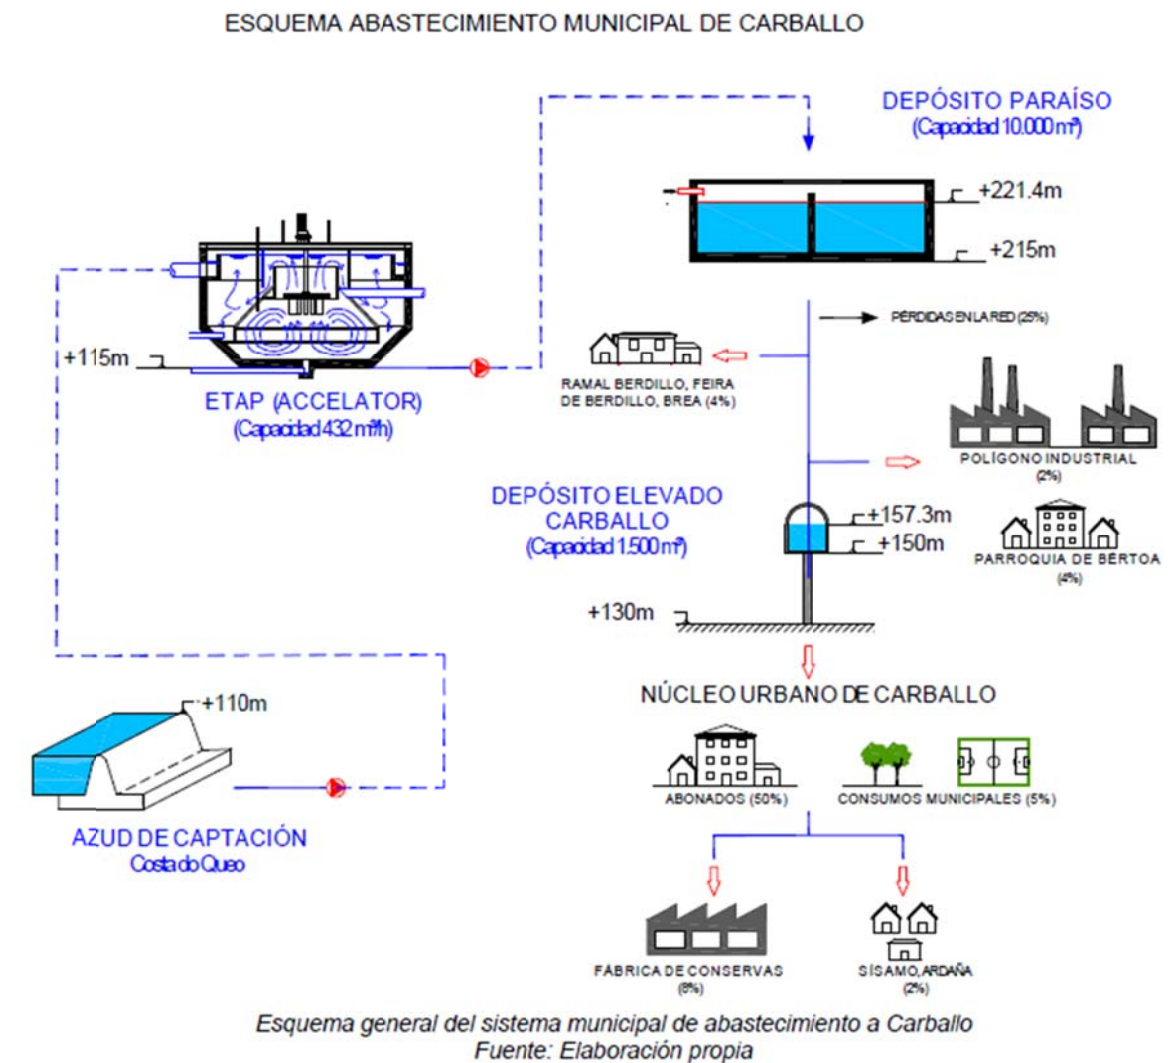 ESQUEMA ABASTECIMIENTO MUNICIPAL DE CARBALLO
DEPÓSITO PARAÍSO
(Capacidad 10.000 m³)
+221.4m
+215m
PÉRDIDAS EN LA RED (25%)
+115m
ETAP (ACCELATOR)
(Capacidad 432 m³/h)
RAMAL BERDILLO, FEIRA
DE BERDILLO, BREA (4%)
POLÍGONO INDUSTRIAL
(2%)
DEPÓSITO ELEVADO
CARBALLO
(Capacidad 1.500 m³)
+157.3m
+150m
PARROQUIA DE BÉRTOA
(4%)
+130m
NÚCLEO URBANO DE CARBALLO
+110m
ABONADOS (50%)
CONSUMOS MUNICIPALES (5%)
AZUD DE CAPTACIÓN
Costa do Queo
FÁBRICA DE CONSERVAS
(8%)
SÍSAMO, ARDAÑA
(2%)
Esquema general del sistema municipal de abastecimiento a Carballo
Fuente: Elaboración propia